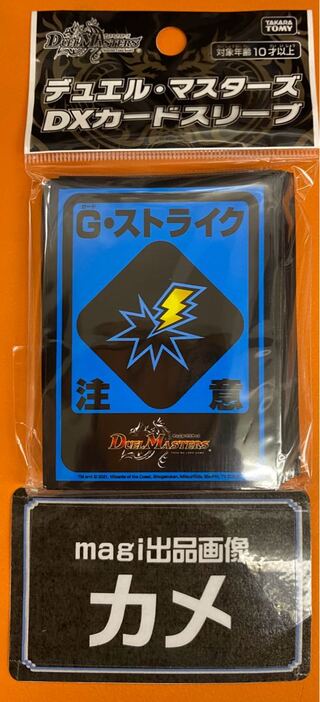 DUEL MASTERS
TAKARA TOMY
対象年齢10才以上
デュエル・マスターズ
DXカードスリーブ
ガード
G・ストライク
注意
DUEL MASTERS
magi出品画像
カメ